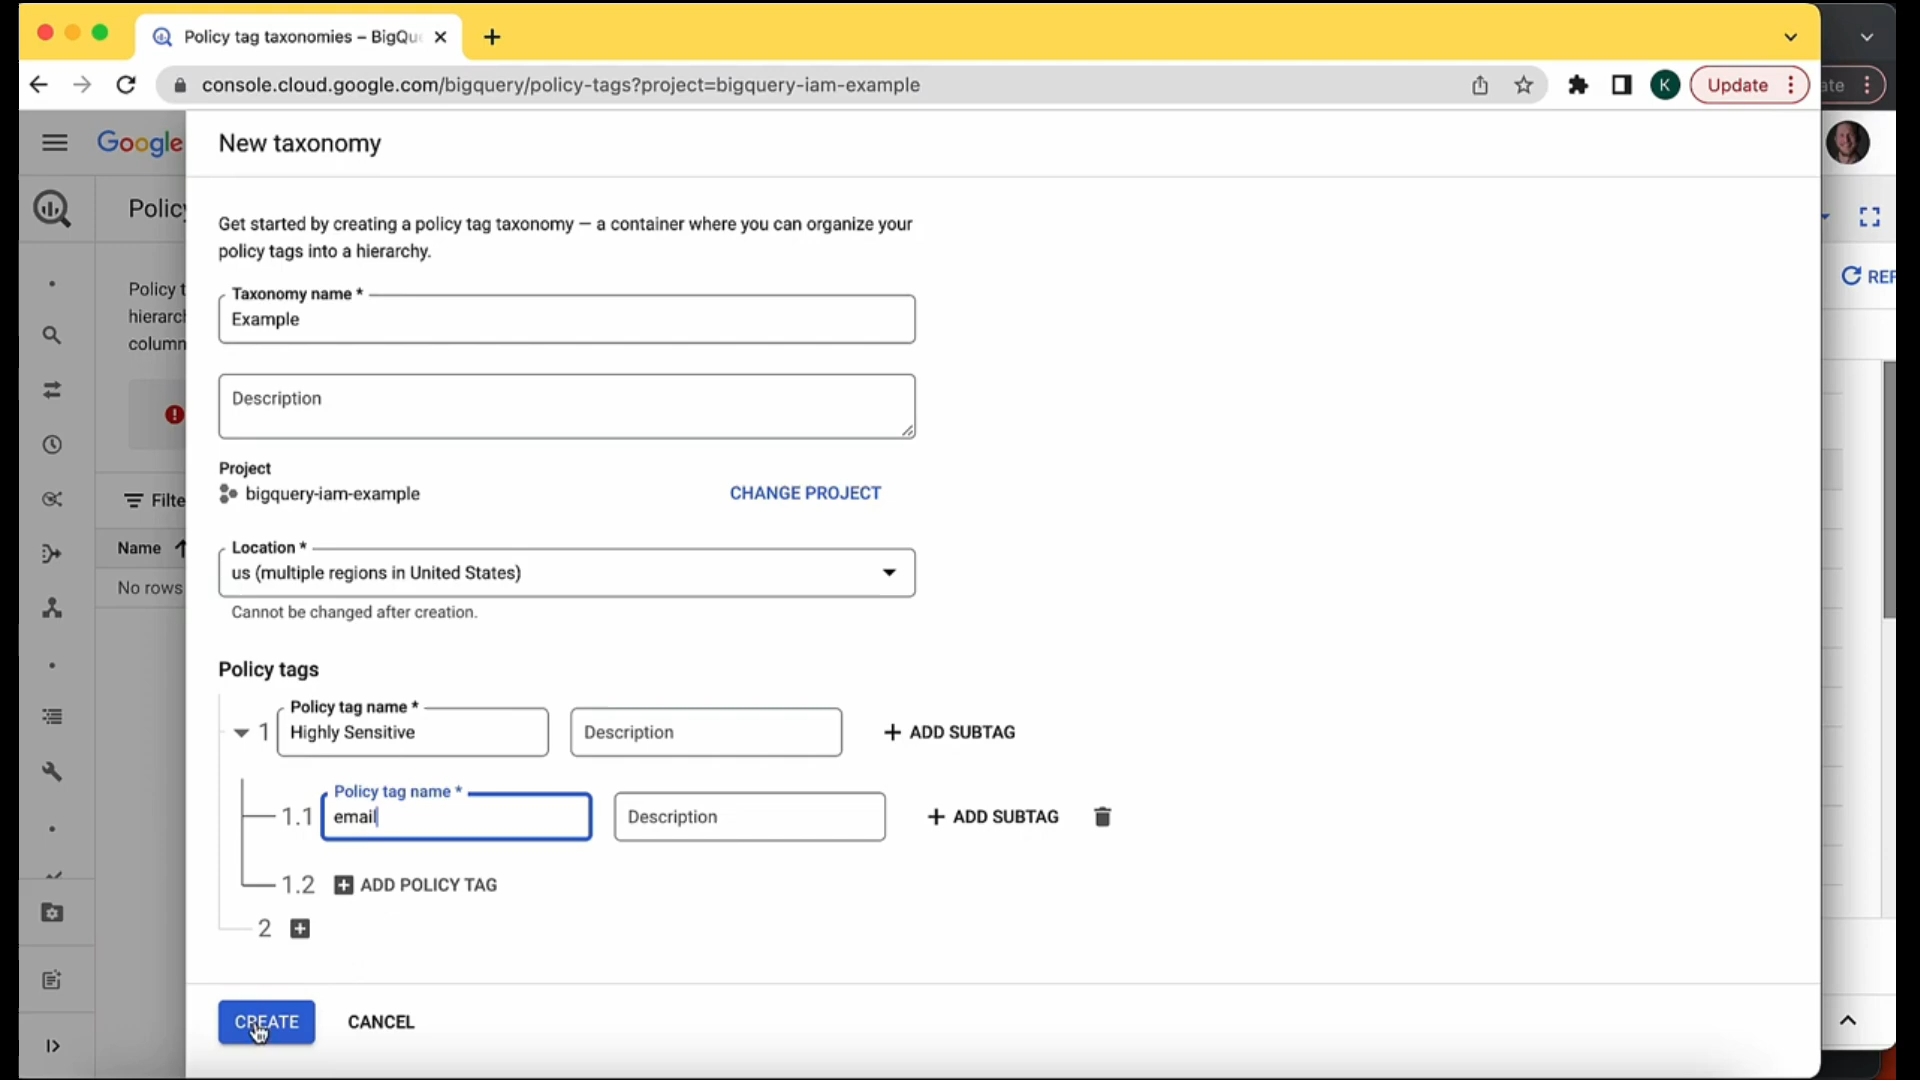 Policy tag taxonomies – BigQu
console.cloud.google.com/bigquery/policy-tags?project=bigquery-iam-example
K
Update
ate
Google
New taxonomy
Policy
Get started by creating a policy tag taxonomy – a container where you can organize your
policy tags into a hierarchy.
Policy t
hierarch
column
REF
Taxonomy name *
Example
Description
Project
bigquery-iam-example
CHANGE PROJECT
Filte
Name
No rows
Location *
us (multiple regions in United States)
Cannot be changed after creation.
Policy tags
1
Policy tag name *
Highly Sensitive
Description
ADD SUBTAG
1.1
Policy tag name *
email
Description
ADD SUBTAG
1.2
ADD POLICY TAG
2
CREATE
CANCEL